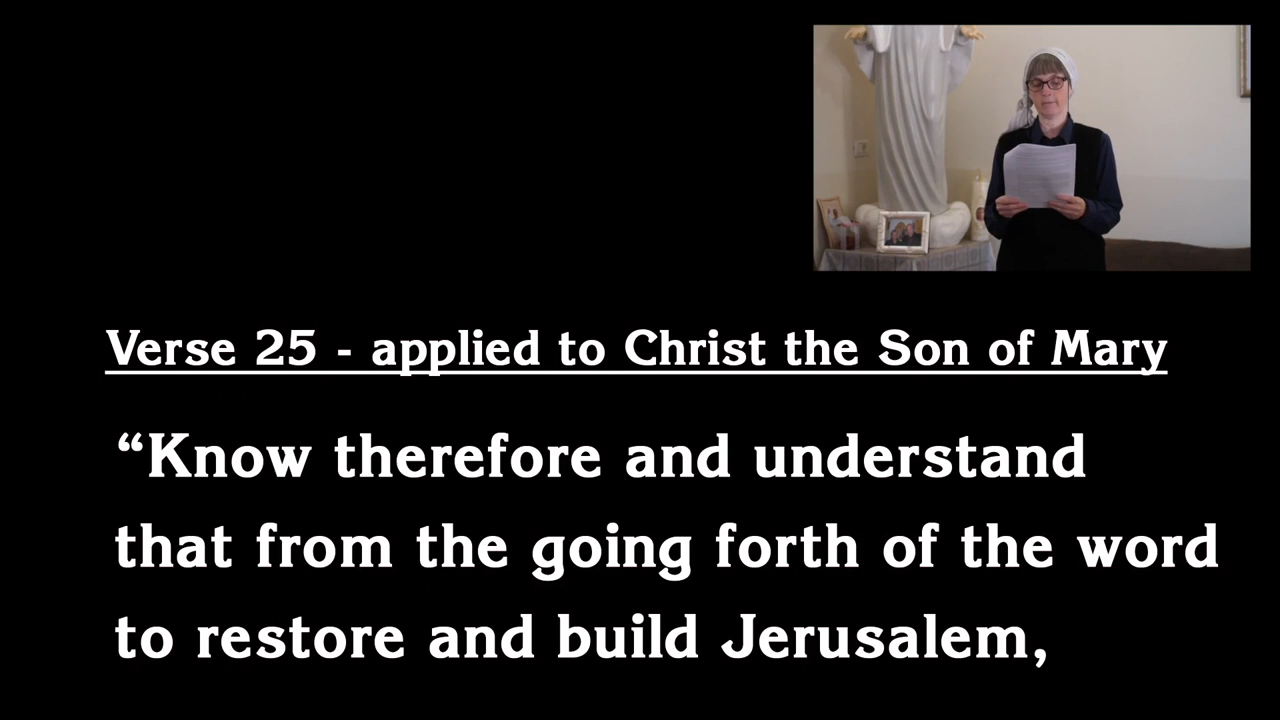 Verse 25 - applied to Christ the Son of Mary
“Know therefore and understand
that from the going forth of the word
to restore and build Jerusalem,